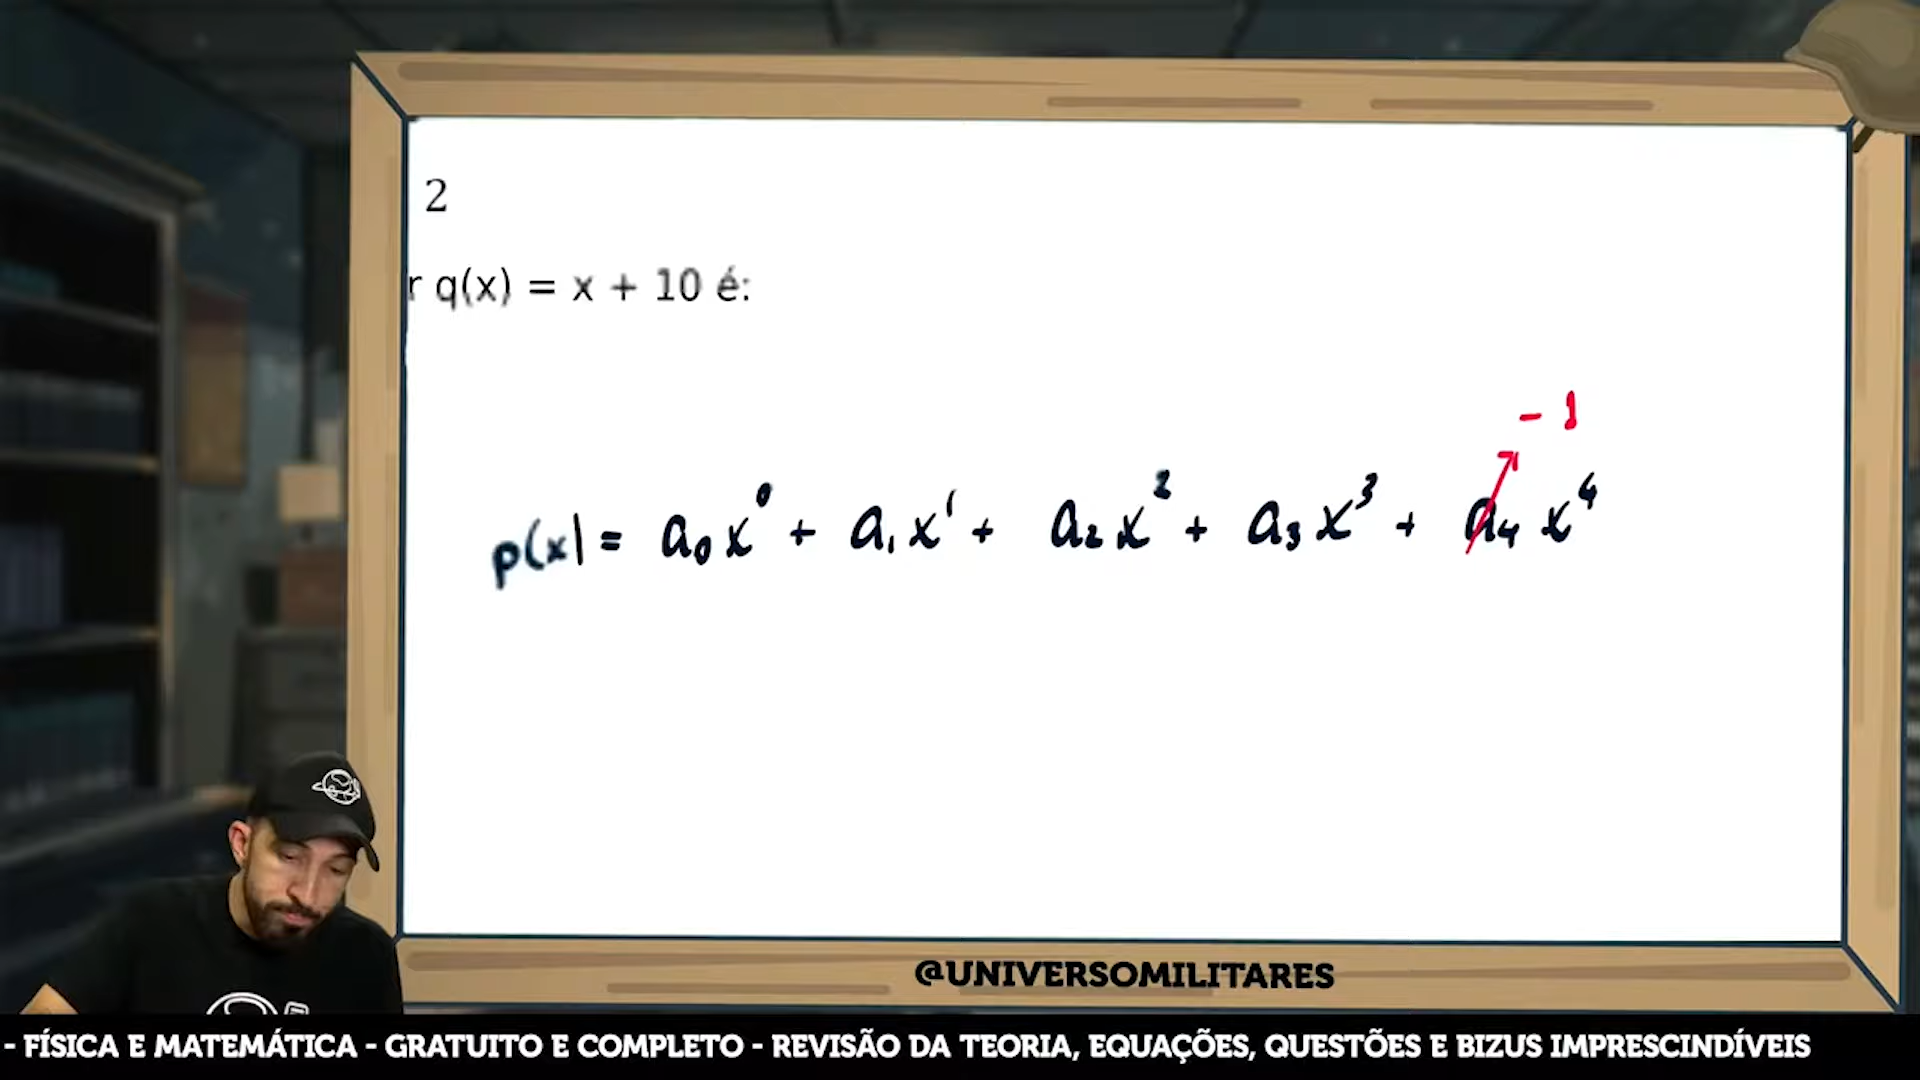 2
r q(x) = x + 10 é:
- 1
p(x) = a₀x⁰ + a₁x¹ + a₂x² + a₃x³ + a₄x⁴
@UNIVERSOMILITARES
- FÍSICA E MATEMÁTICA - GRATUITO E COMPLETO - REVISÃO DA TEORIA, EQUAÇÕES, QUESTÕES E BIZUS IMPRESCINDÍVEIS